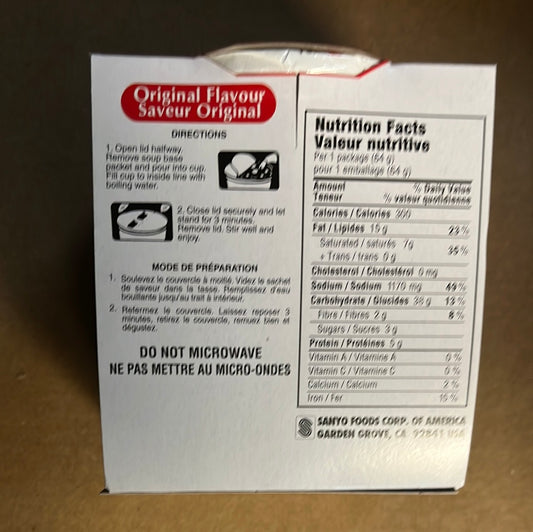 Original Flavour
Saveur Original
DIRECTIONS
1. Open lid halfway.
Remove soup base
packet and pour into cup.
Fill cup to inside line with
boiling water.
2. Close lid securely and let
stand for 3 minutes.
Remove lid. Stir well and
enjoy.
MODE DE PRÉPARATION
1. Soulevez le couvercle à moitié. Videz le sachet
de saveur dans la tasse. Remplissez d'eau
bouillante jusqu'au trait à intérieur.
2. Refermez le couvercle. Laissez reposer 3
minutes, retirez le couvercle, remuez bien et
dégustez.
DO NOT MICROWAVE
NE PAS METTRE AU MICRO-ONDES
Nutrition Facts
Valeur nutritive
Per 1 package (64 g)
pour 1 emballage (64 g)
Amount % Daily Value
Teneur % valeur quotidienne
Calories / Calories 300
Fat / Lipides 15 g 23 %
Saturated / saturés 7g
+ Trans / trans 0 g 35 %
Cholesterol / Cholestérol 0 mg
Sodium / Sodium 1170 mg 49 %
Carbohydrate / Glucides 38 g 13 %
Fibre / Fibres 2 g 8 %
Sugars / Sucres 3 g
Protein / Protéines 5 g
Vitamin A / Vitamine A 0 %
Vitamin C / Vitamine C 0 %
Calcium / Calcium 2 %
Iron / Fer 15 %
SANYO FOODS CORP. OF AMERICA
GARDEN GROVE, CA 92841 USA